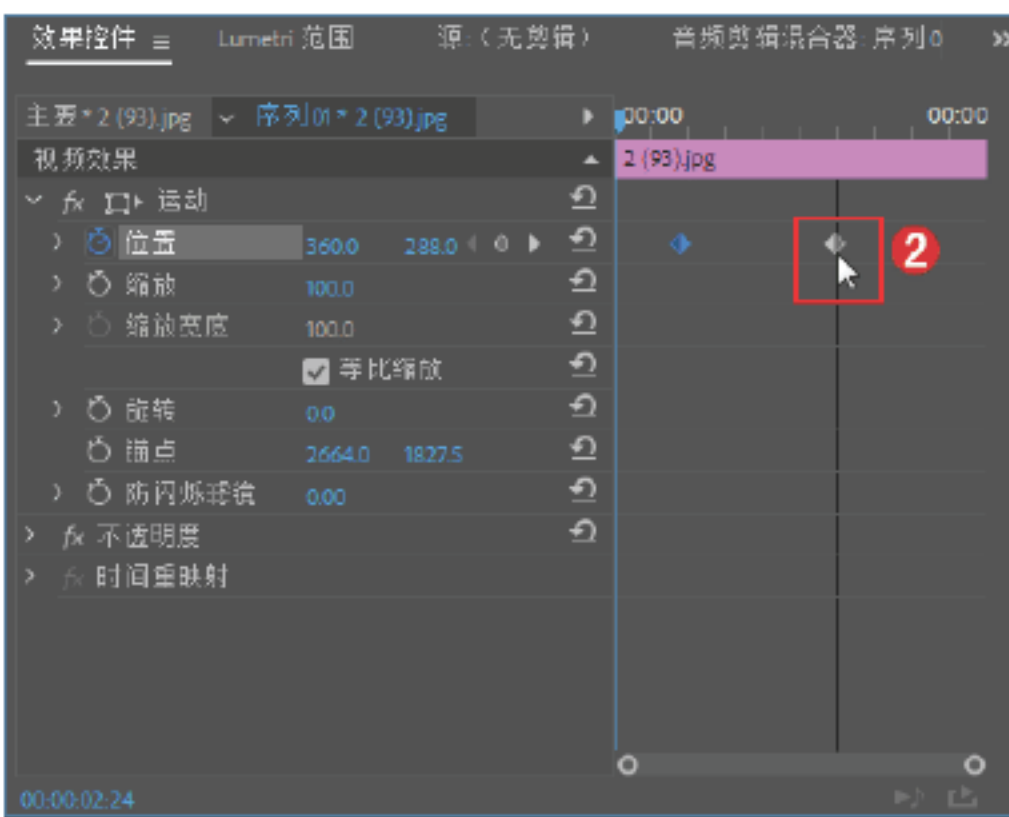 效果控件 Lumetri 范围 源:（无剪辑） 音频剪辑混合器:序列0
主要*2 (93).jpg 序列01*2 (93).jpg 00:00 00:00
视频效果 2 (93).jpg
fx 运动
位置 360.0 288.0 2
缩放 100.0
缩放宽度 100.0
等比缩放
旋转 0.0
锚点 2664.0 1827.5
防闪烁滤镜 0.00
fx 不透明度
fx 时间重映射
00:00:02:24